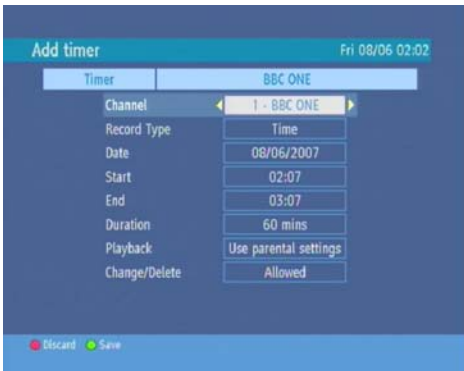 Add timer Fri 08/06 02:02
Timer BBC ONE
Channel 1 - BBC ONE
Record Type Time
Date 08/06/2007
Start 02:07
End 03:07
Duration 60 mins
Playback Use parental settings
Change/Delete Allowed
Discard Save